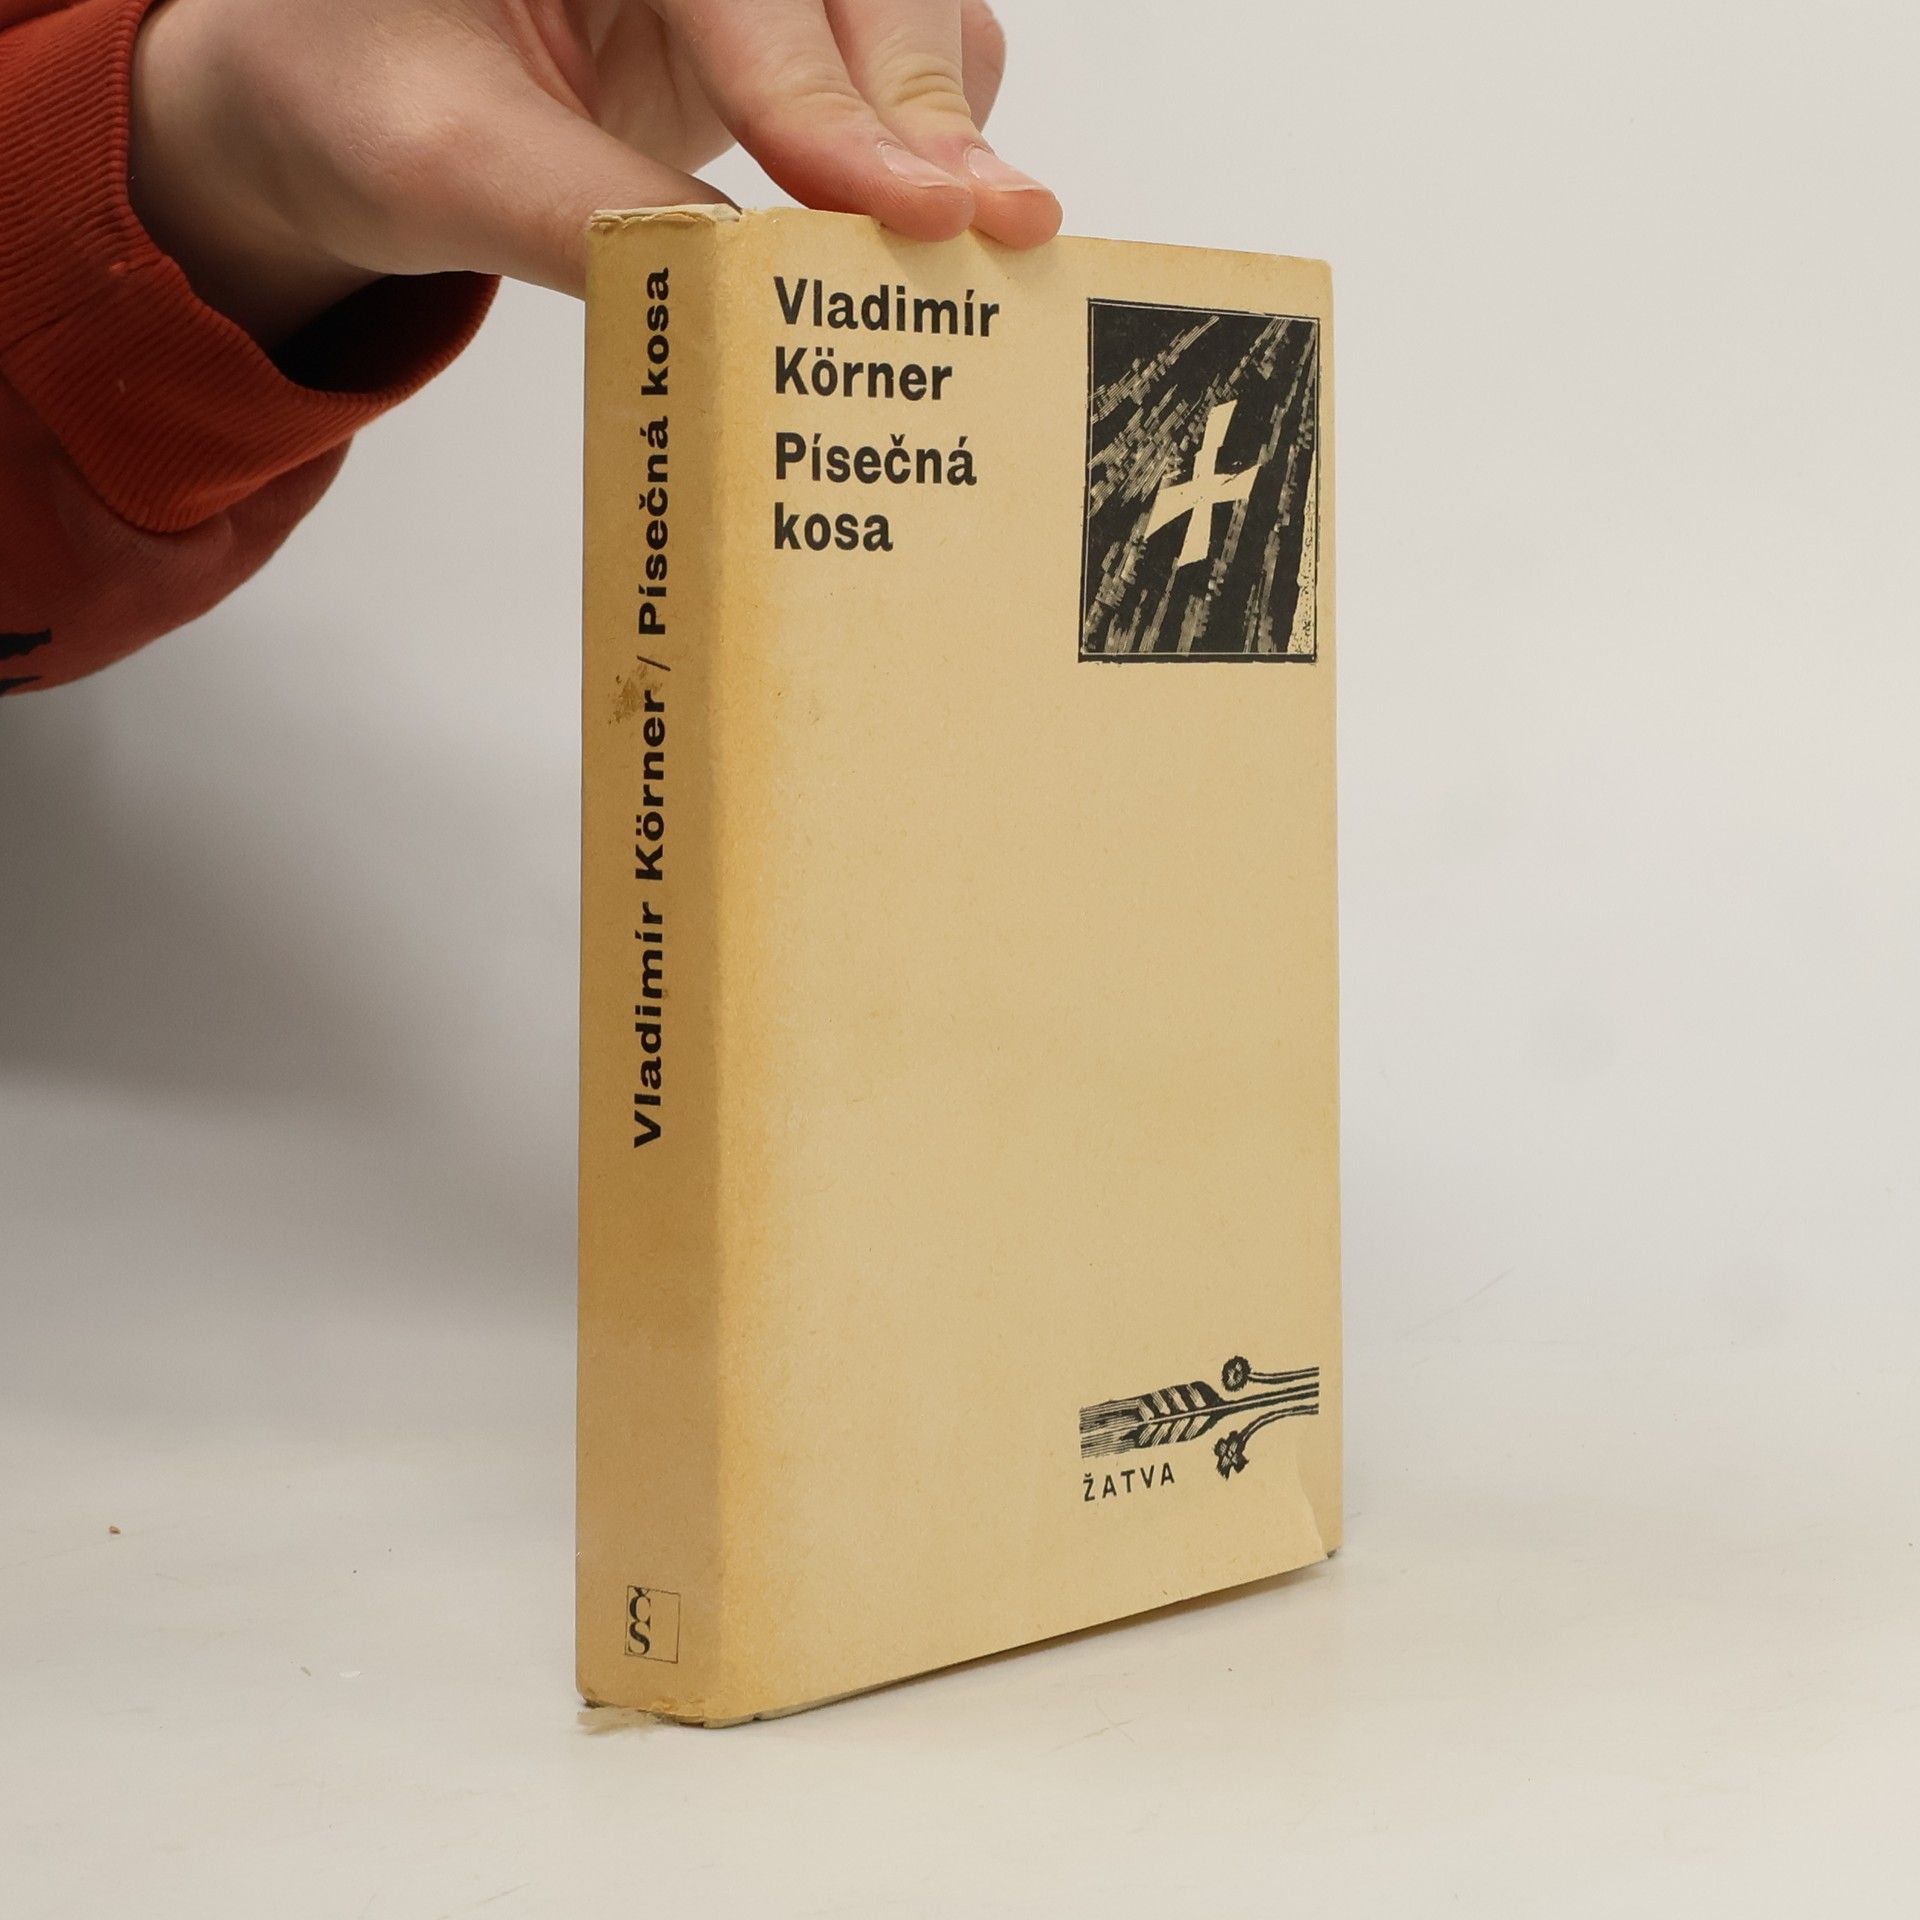 Vladimír Körner / Písečná kosa
ČS
Vladimír
Körner
Písečná
kosa
ŽATVA